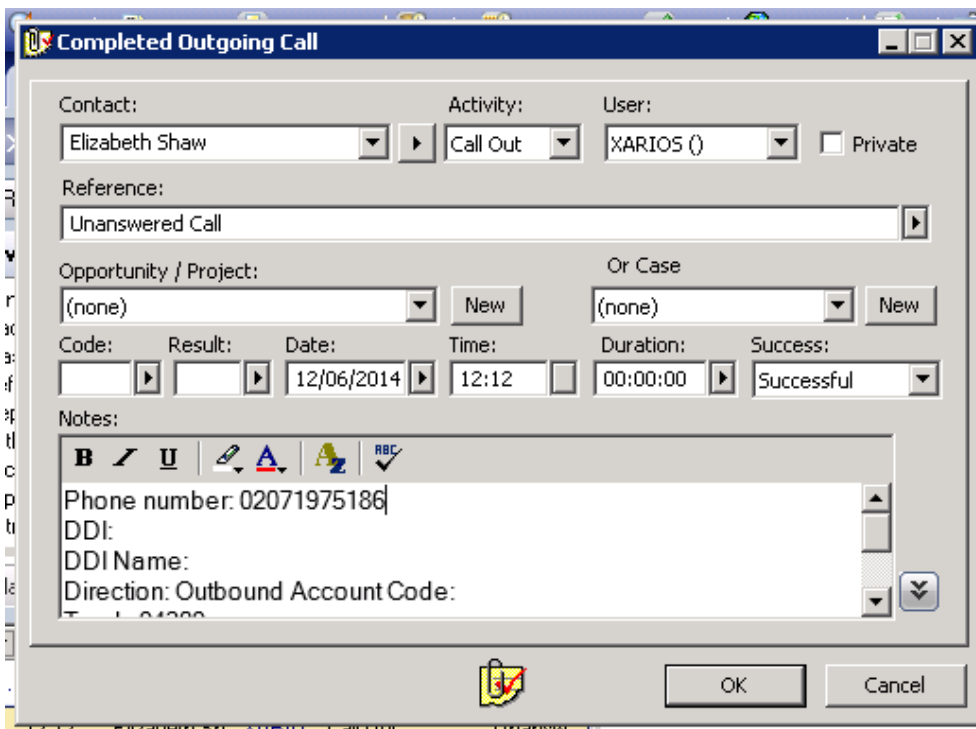 Completed Outgoing Call
Contact: Activity: User:
Elizabeth Shaw Call Out XARIOS () Private
Reference:
Unanswered Call
Opportunity / Project: Or Case
(none) New (none) New
Code: Result: Date: Time: Duration: Success:
12/06/2014 12:12 00:00:00 Successful
Notes:
B I U A A Z ABC
Phone number: 02071975186
DDI:
DDI Name:
Direction: Outbound Account Code:
OK Cancel